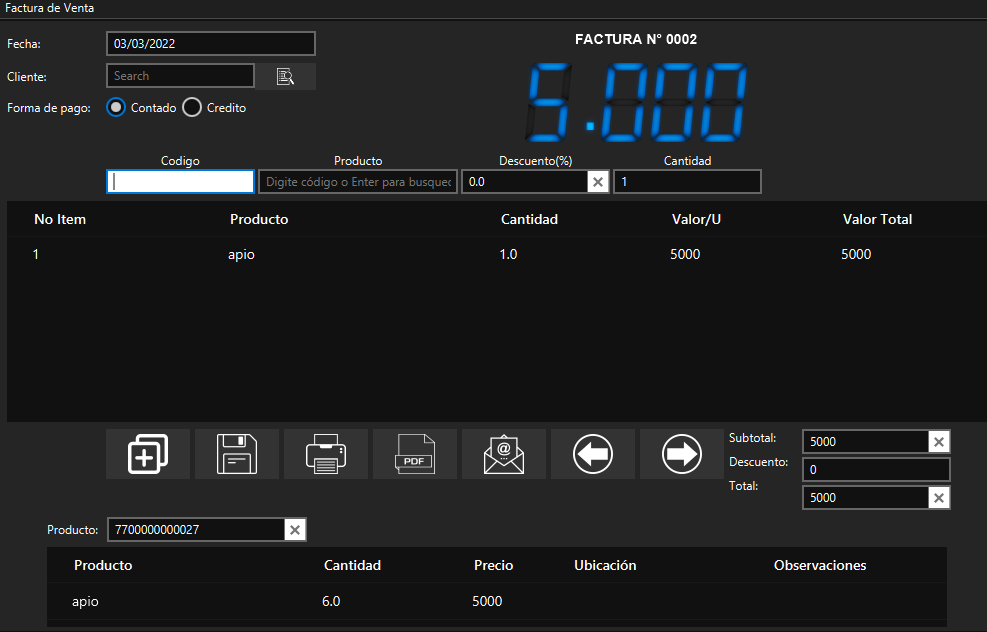 Factura de Venta
Fecha: 03/03/2022
FACTURA N° 0002
Cliente: Search
5.000
Forma de pago: Contado Credito
Codigo Producto Descuento(%) Cantidad
Digite código o Enter para busquec 0.0 1
No Item Producto Cantidad Valor/U Valor Total
1 apio 1.0 5000 5000
PDF
@
Subtotal: 5000
Descuento: 0
Total: 5000
Producto: 7700000000027
Producto Cantidad Precio Ubicación Observaciones
apio 6.0 5000